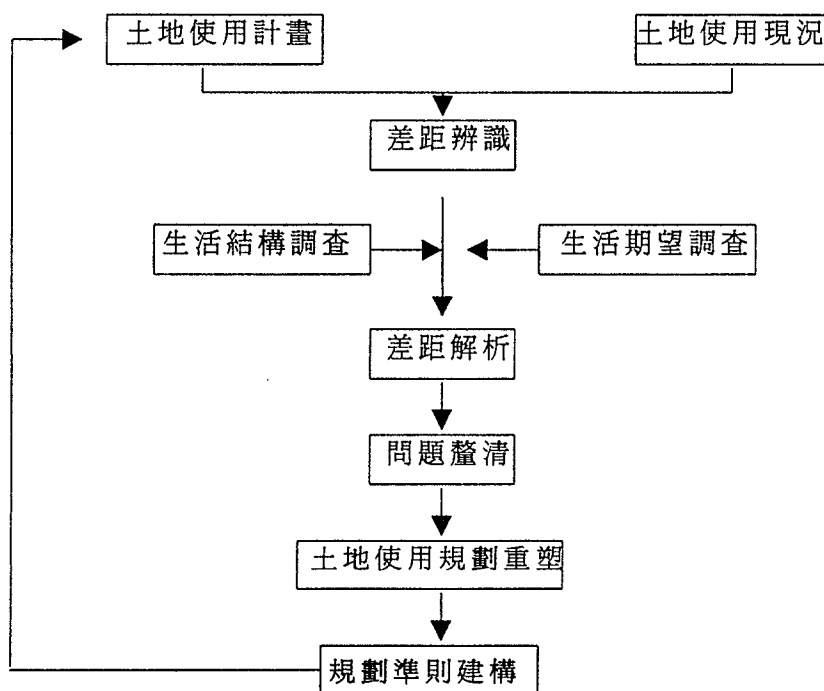 土地使用計畫
土地使用現況
差距辨識
生活結構調查
生活期望調查
差距解析
問題釐清
土地使用規劃重塑
規劃準則建構